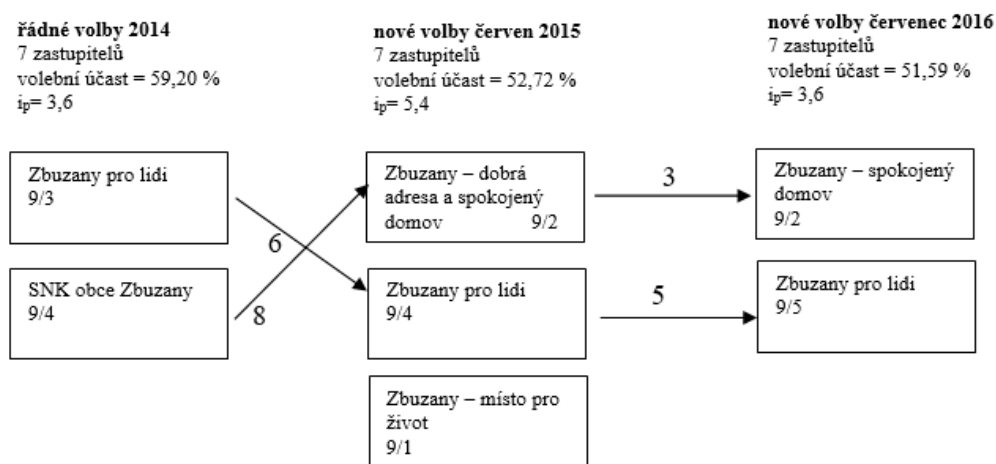 řádné volby 2014
7 zastupitelů
volební účast = 59,20 %
ip= 3,6
nové volby červen 2015
7 zastupitelů
volební účast = 52,72 %
ip= 5,4
nové volby červenec 2016
7 zastupitelů
volební účast = 51,59 %
ip= 3,6
Zbuzany pro lidi
9/3
SNK obce Zbuzany
9/4
6
8
Zbuzany – dobrá
adresa a spokojený
domov 9/2
Zbuzany pro lidi
9/4
Zbuzany – místo pro
život
9/1
3
5
Zbuzany – spokojený
domov
9/2
Zbuzany pro lidi
9/5